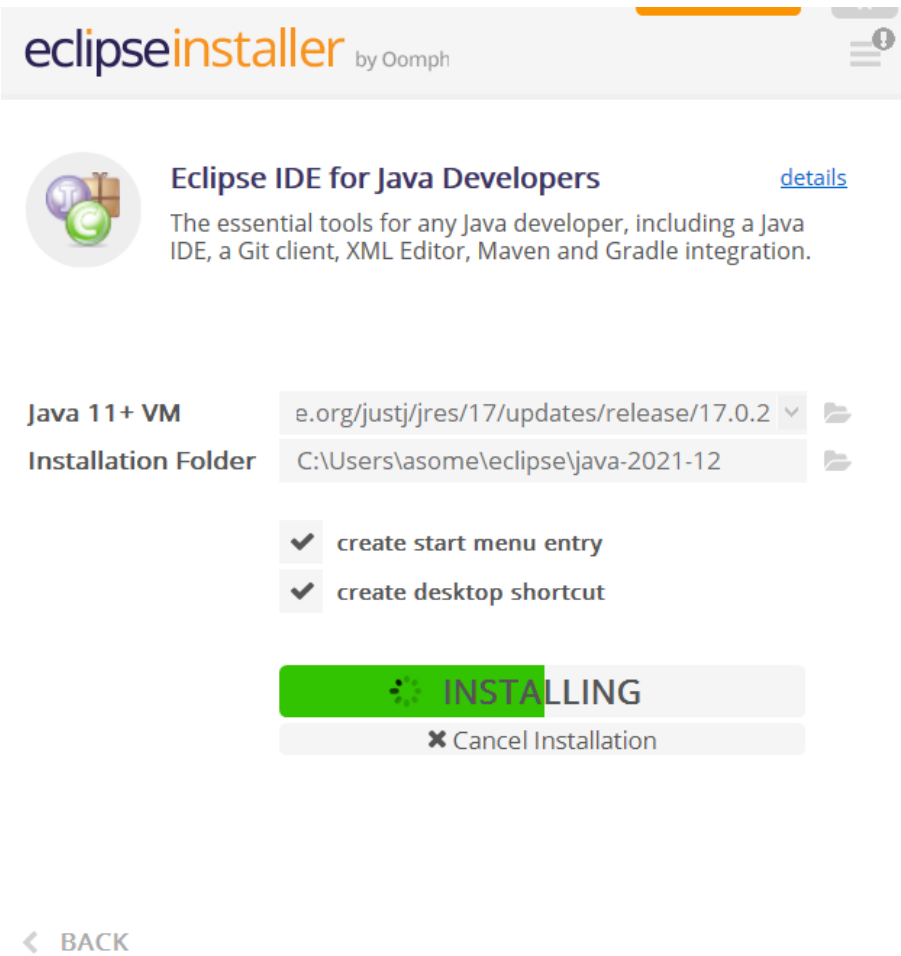 eclipseinstaller by Oomph
Eclipse IDE for Java Developers details
The essential tools for any Java developer, including a Java
IDE, a Git client, XML Editor, Maven and Gradle integration.
Java 11+ VM e.org/justj/jres/17/updates/release/17.0.2
Installation Folder C:\Users\asome\eclipse\java-2021-12
create start menu entry
create desktop shortcut
INSTALLING
Cancel Installation
BACK